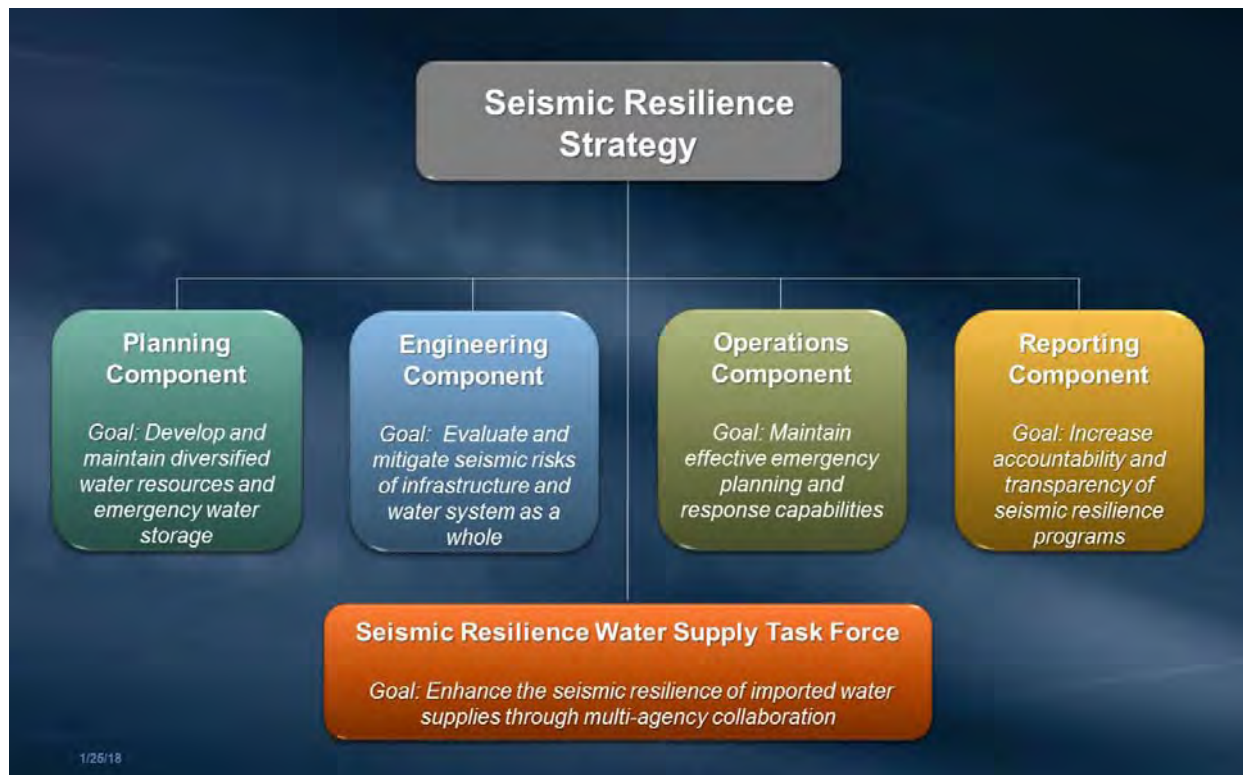 Seismic Resilience
Strategy
Planning
Component
Goal: Develop and
maintain diversified
water resources and
emergency water
storage
Engineering
Component
Goal: Evaluate and
mitigate seismic risks
of infrastructure and
water system as a
whole
Operations
Component
Goal: Maintain
effective emergency
planning and
response capabilities
Reporting
Component
Goal: Increase
accountability and
transparency of
seismic resilience
programs
Seismic Resilience Water Supply Task Force
Goal: Enhance the seismic resilience of imported water
supplies through multi-agency collaboration
1/25/18